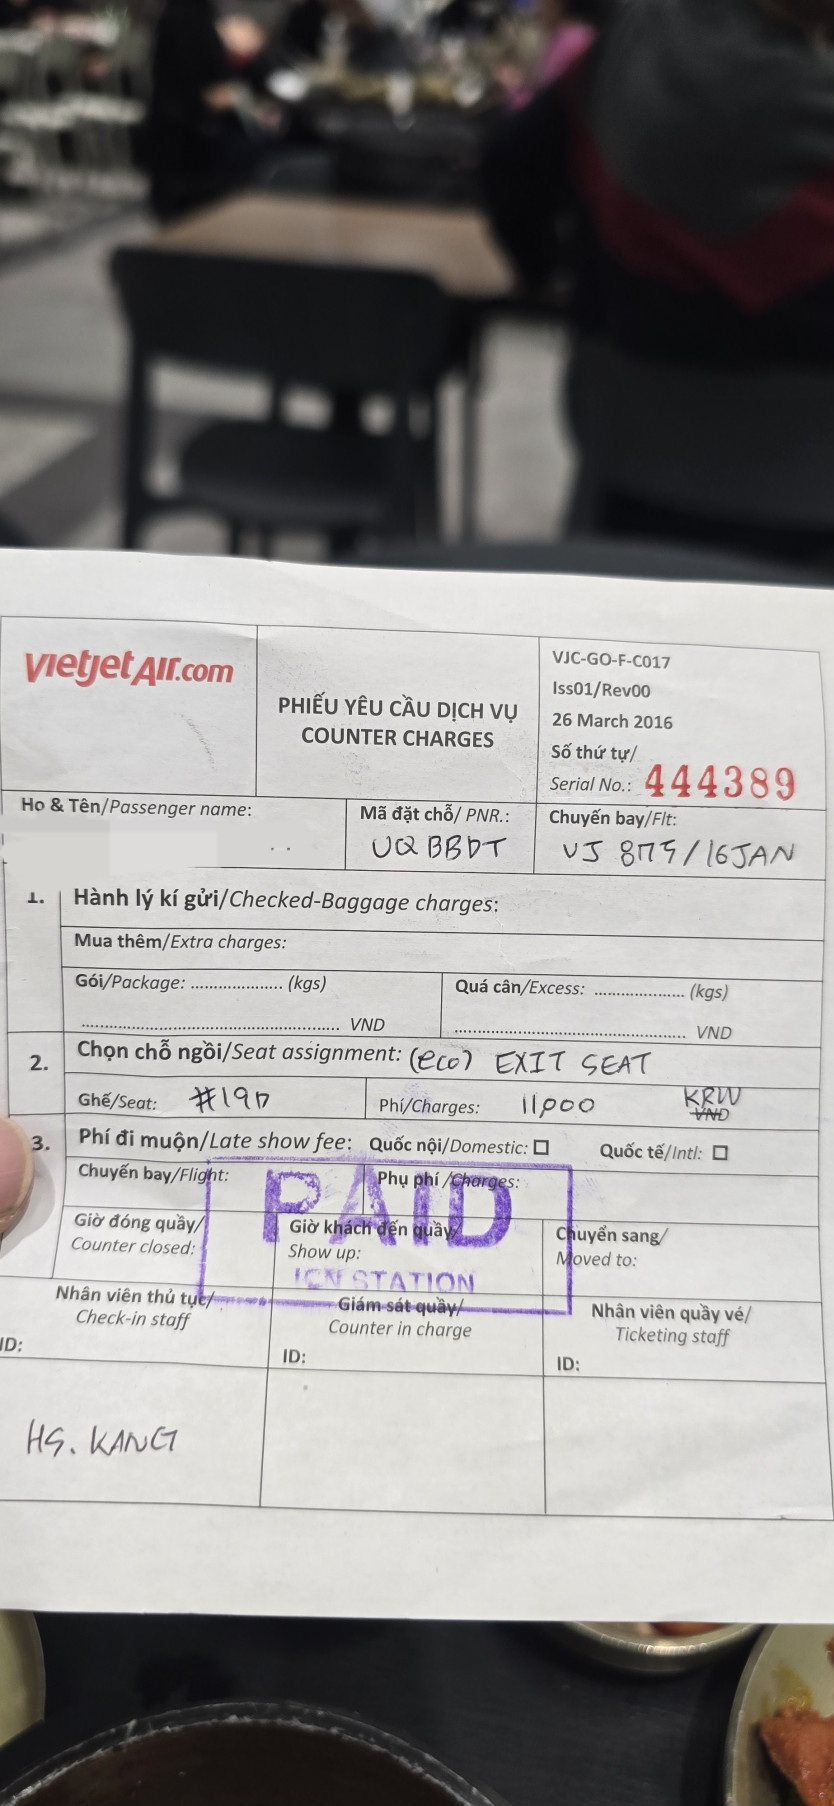 vietjetAir.com
PHIẾU YÊU CẦU DỊCH VỤ
COUNTER CHARGES
VJC-GO-F-C017
Iss01/Rev00
26 March 2016
Số thứ tự/
Serial No.: 444389
Họ & Tên/Passenger name:
Mã đặt chỗ/ PNR.:
UQBBDT
Chuyến bay/Flt:
VJ 875/16JAN
1. Hành lý kí gửi/Checked-Baggage charges:
Mua thêm/Extra charges:
Gói/Package: .................... (kgs)
Quá cân/Excess: .................... (kgs)
VND
VND
2. Chọn chỗ ngồi/Seat assignment: (eco) EXIT SEAT
Ghế/Seat: #19D
Phí/Charges: 11,000 KRW
VND
3. Phí đi muộn/Late show fee: Quốc nội/Domestic: ☐ Quốc tế/Intl: ☐
Chuyến bay/Flight:
Phụ phí /Charges:
PAID
ICN STATION
Giờ đóng quầy/
Counter closed:
Giờ khách đến quầy/
Show up:
Chuyển sang/
Moved to:
Nhân viên thủ tục/
Check-in staff
ID:
Giám sát quầy/
Counter in charge
ID:
Nhân viên quầy vé/
Ticketing staff
ID:
HS. KANG